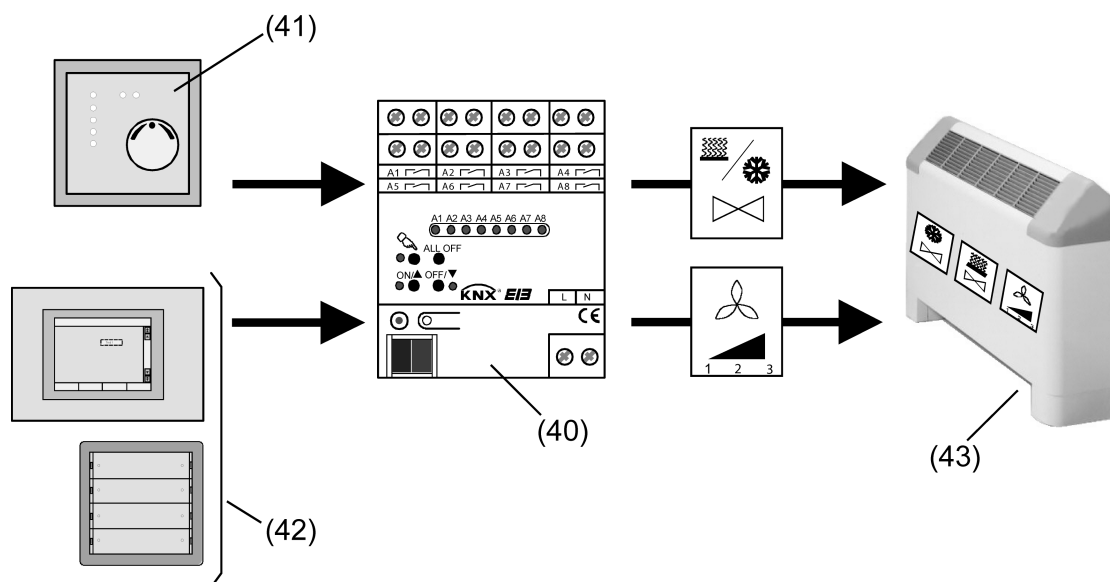 (41)
A1 A2 A3 A4
A5 A6 A7 A8
A1 A2 A3 A4 A5 A6 A7 A8
ALL OFF
ON/▲ OFF/▼
KNX® EIB
L N
CE
1 2 3
(40)
(43)
(42)